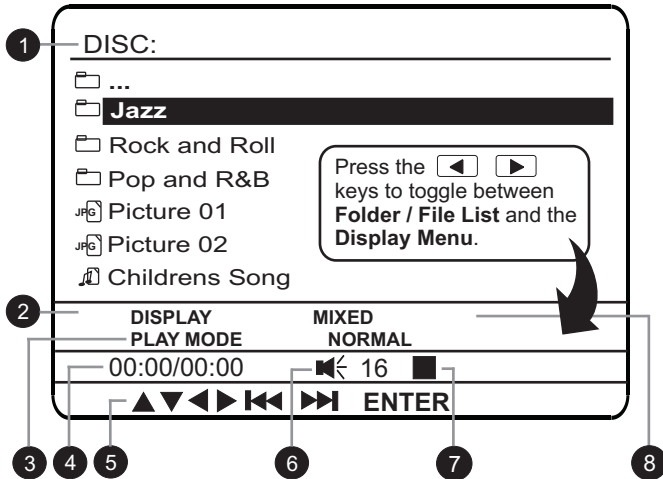 1 DISC:
...
Jazz
Rock and Roll
Pop and R&B
JPG Picture 01
JPG Picture 02
Childrens Song
Press the ◀ ▶
keys to toggle between
Folder / File List and the
Display Menu.
2 DISPLAY MIXED
PLAY MODE NORMAL
00:00/00:00 16
▲▼◀▶ ENTER
3 4 5 6 7 8